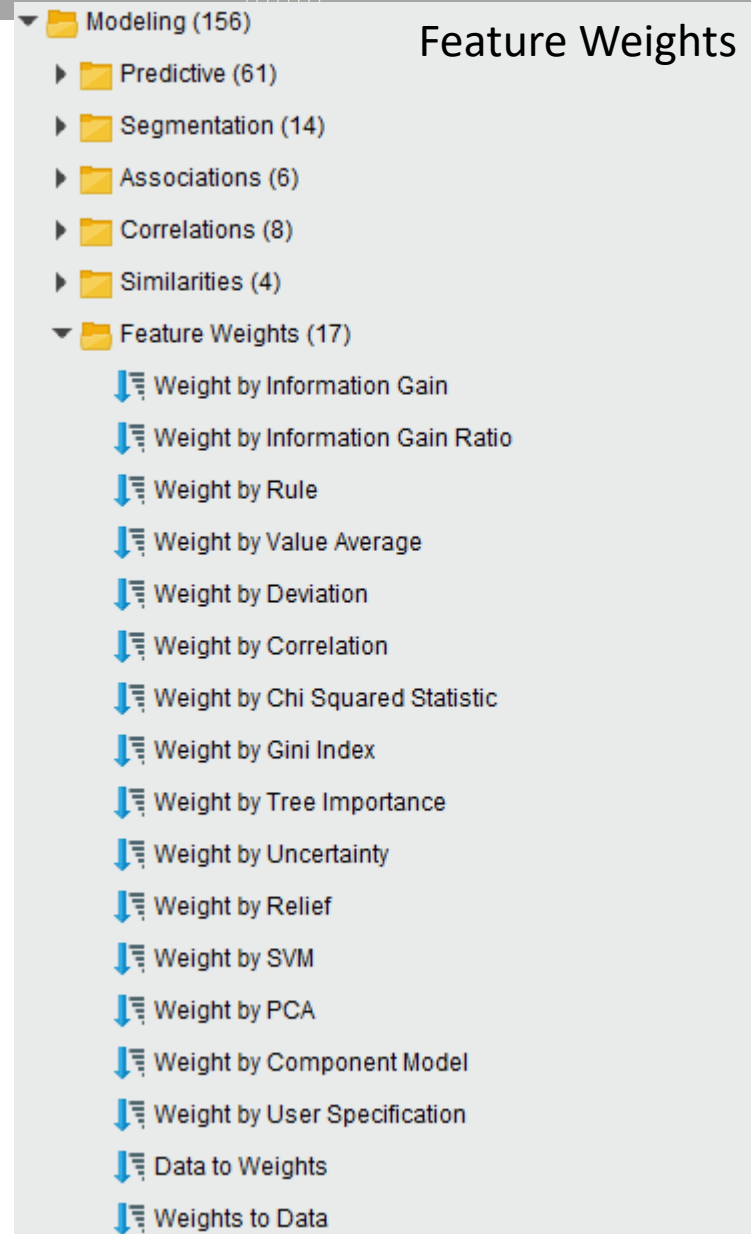 Modeling (156)
Feature Weights
Predictive (61)
Segmentation (14)
Associations (6)
Correlations (8)
Similarities (4)
Feature Weights (17)
Weight by Information Gain
Weight by Information Gain Ratio
Weight by Rule
Weight by Value Average
Weight by Deviation
Weight by Correlation
Weight by Chi Squared Statistic
Weight by Gini Index
Weight by Tree Importance
Weight by Uncertainty
Weight by Relief
Weight by SVM
Weight by PCA
Weight by Component Model
Weight by User Specification
Data to Weights
Weights to Data